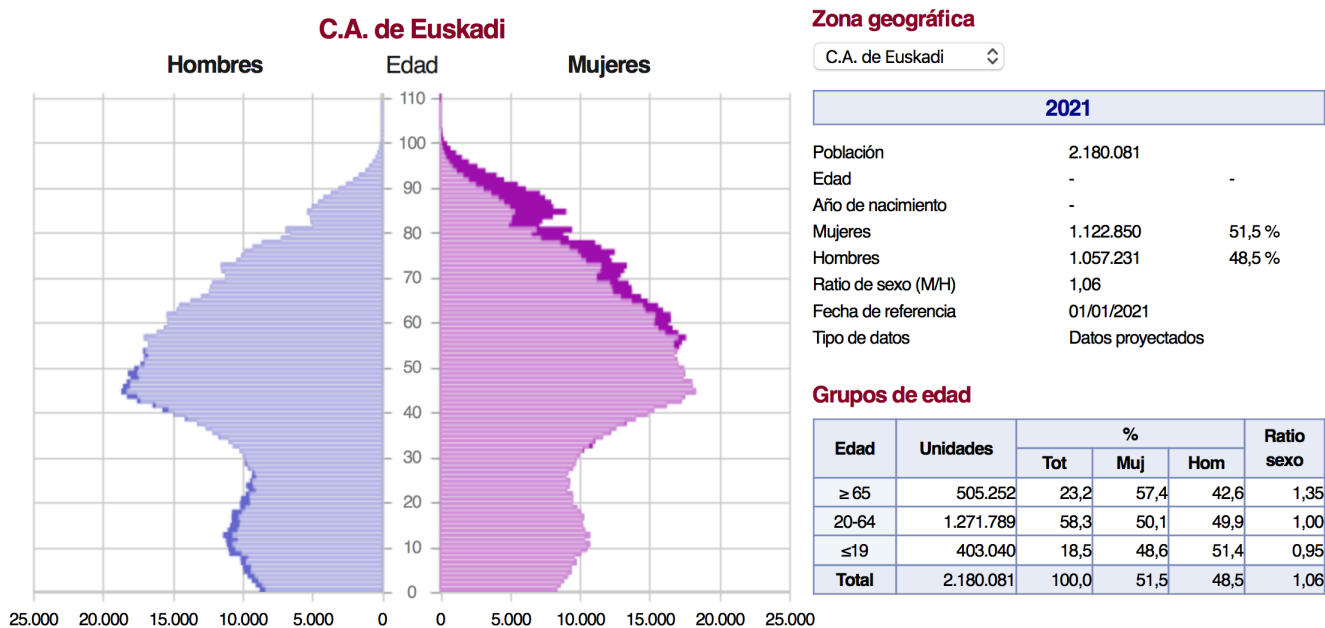 C.A. de Euskadi
Hombres Edad Mujeres
110
100
90
80
70
60
50
40
30
20
10
0
25.000 20.000 15.000 10.000 5.000 0 0 5.000 10.000 15.000 20.000 25.000
Zona geográfica
C.A. de Euskadi
2021
Población 2.180.081
Edad - -
Año de nacimiento -
Mujeres 1.122.850 51,5 %
Hombres 1.057.231 48,5 %
Ratio de sexo (M/H) 1,06
Fecha de referencia 01/01/2021
Tipo de datos Datos proyectados
Grupos de edad
Edad Unidades % Ratio sexo
Tot Muj Hom
≥ 65 505.252 23,2 57,4 42,6 1,35
20-64 1.271.789 58,3 50,1 49,9 1,00
≤19 403.040 18,5 48,6 51,4 0,95
Total 2.180.081 100,0 51,5 48,5 1,06